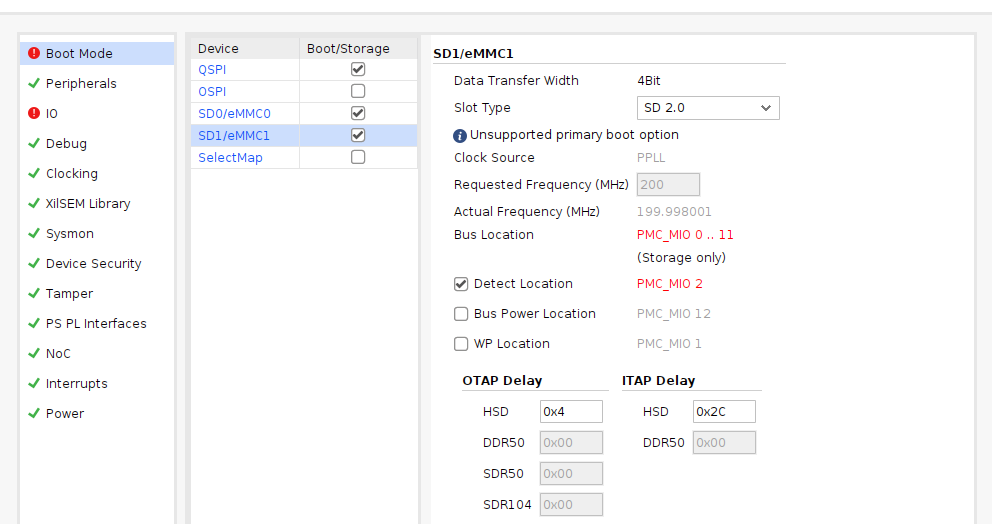 Boot Mode
Peripherals
IO
Debug
Clocking
XilSEM Library
Sysmon
Device Security
Tamper
PS PL Interfaces
NoC
Interrupts
Power
Device Boot/Storage
QSPI
OSPI
SD0/eMMC0
SD1/eMMC1
SelectMap
SD1/eMMC1
Data Transfer Width 4Bit
Slot Type SD 2.0
Unsupported primary boot option
Clock Source PPLL
Requested Frequency (MHz) 200
Actual Frequency (MHz) 199.998001
Bus Location PMC_MIO 0 .. 11
(Storage only)
Detect Location PMC_MIO 2
Bus Power Location PMC_MIO 12
WP Location PMC_MIO 1
OTAP Delay ITAP Delay
HSD 0x4 HSD 0x2C
DDR50 0x00 DDR50 0x00
SDR50 0x00
SDR104 0x00